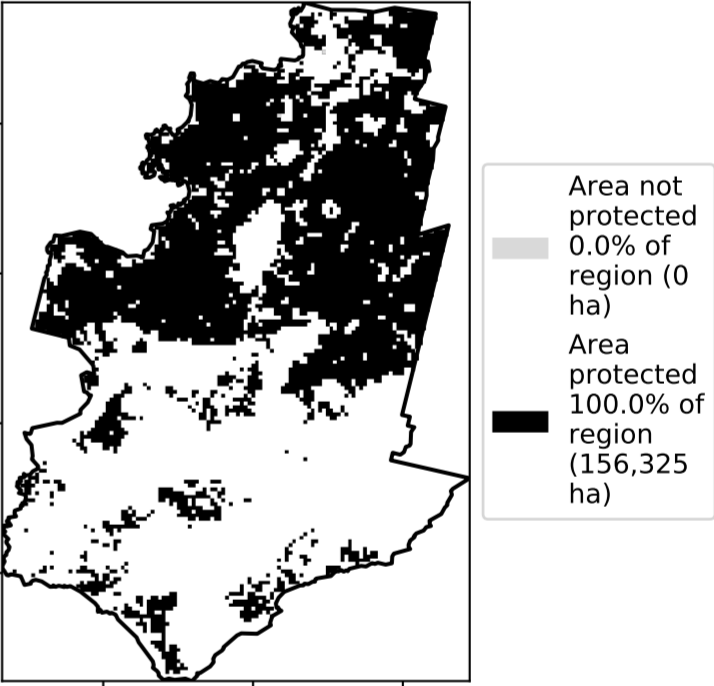 Area not
protected
0.0% of
region (0
ha)
Area
protected
100.0% of
region
(156,325
ha)